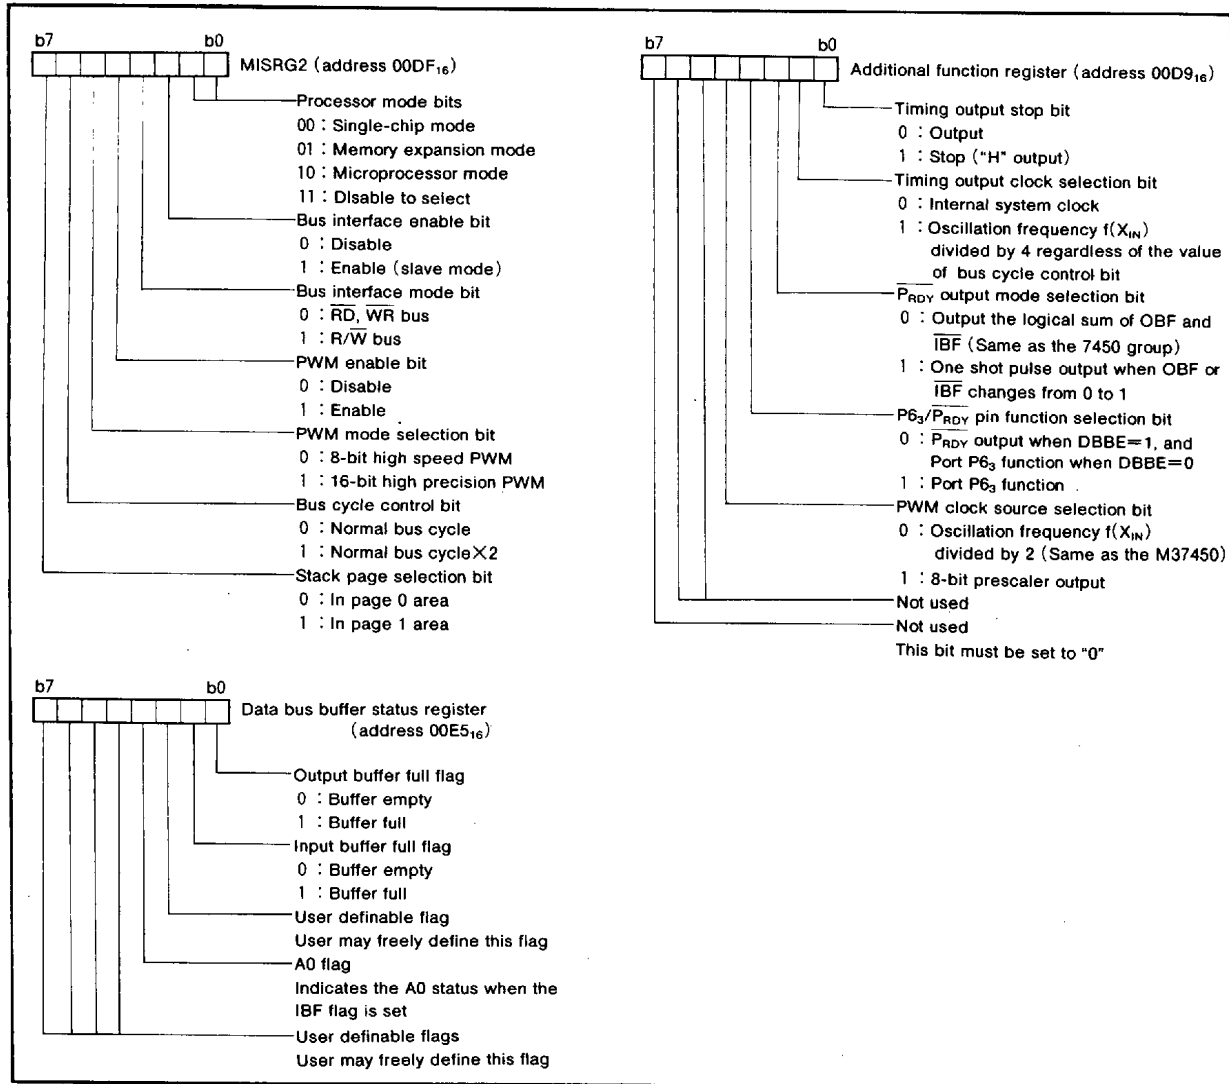 b7 b0
MISRG2 (address 00DF₁₆)
Processor mode bits
00 : Single-chip mode
01 : Memory expansion mode
10 : Microprocessor mode
11 : DIsable to select
Bus interface enable bit
0 : Disable
1 : Enable (slave mode)
Bus interface mode bit
0 : R̅D̅, W̅R̅ bus
1 : R/W̅ bus
PWM enable bit
0 : Disable
1 : Enable
PWM mode selection bit
0 : 8-bit high speed PWM
1 : 16-bit high precision PWM
Bus cycle control bit
0 : Normal bus cycle
1 : Normal bus cycle×2
Stack page selection bit
0 : In page 0 area
1 : In page 1 area
b7 b0
Additional function register (address 00D9₁₆)
Timing output stop bit
0 : Output
1 : Stop ("H" output)
Timing output clock selection bit
0 : Internal system clock
1 : Oscillation frequency f(X_IN)
divided by 4 regardless of the value
of bus cycle control bit
P̅_R̅D̅Y̅ output mode selection bit
0 : Output the logical sum of OBF and
I̅B̅F̅ (Same as the 7450 group)
1 : One shot pulse output when OBF or
I̅B̅F̅ changes from 0 to 1
P6₃/P̅_R̅D̅Y̅ pin function selection bit
0 : P̅_R̅D̅Y̅ output when DBBE=1, and
Port P6₃ function when DBBE=0
1 : Port P6₃ function
PWM clock source selection bit
0 : Oscillation frequency f(X_IN)
divided by 2 (Same as the M37450)
1 : 8-bit prescaler output
Not used
Not used
This bit must be set to "0"
b7 b0
Data bus buffer status register
(address 00E5₁₆)
Output buffer full flag
0 : Buffer empty
1 : Buffer full
Input buffer full flag
0 : Buffer empty
1 : Buffer full
User definable flag
User may freely define this flag
A0 flag
Indicates the A0 status when the
IBF flag is set
User definable flags
User may freely define this flag